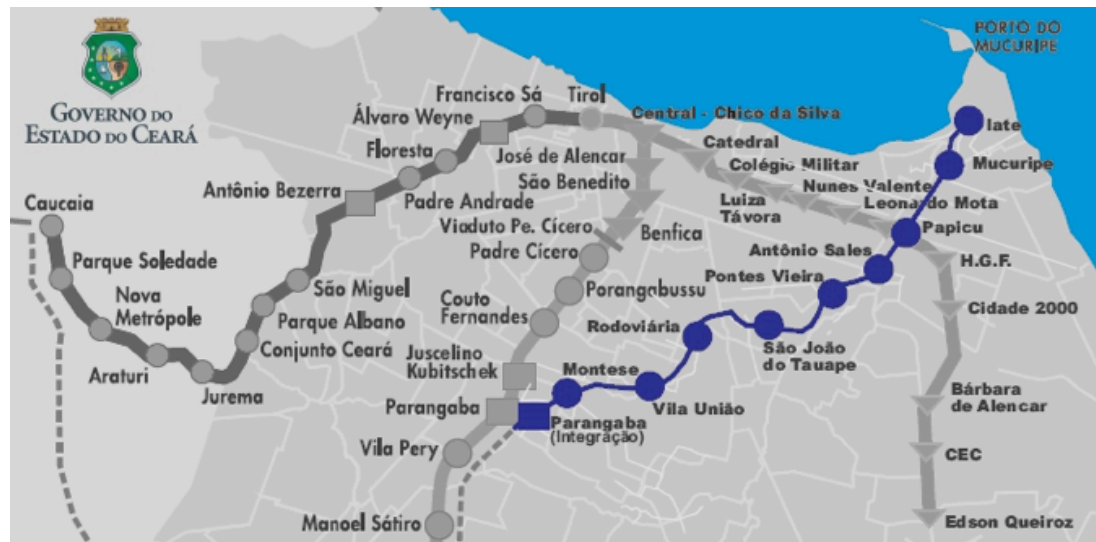 PORTO DO
MUCURIPE
GOVERNO DO
ESTADO DO CEARÁ
Francisco Sá
Tirol
Central - Chico da Silva
Álvaro Weyne
Iate
Floresta
José de Alencar
Catedral
Colégio Militar
Mucuripe
Antônio Bezerra
São Benedito
Nunes Valente
Padre Andrade
Luiza
Távora
Leonardo Mota
Caucaia
Viaduto Pe. Cícero
Benfica
Papicu
Padre Cícero
Antônio Sales
H.G.F.
Parque Soledade
Pontes Vieira
São Miguel
Porangabussu
Nova
Metrópole
Couto
Fernandes
Cidade 2000
Parque Albano
Rodoviária
Conjunto Ceará
São João
do Tauape
Juscelino
Kubitschek
Araturi
Montese
Jurema
Bárbara
de Alencar
Parangaba
Vila União
Parangaba
(Integração)
Vila Pery
CEC
Manoel Sátiro
Edson Queiroz